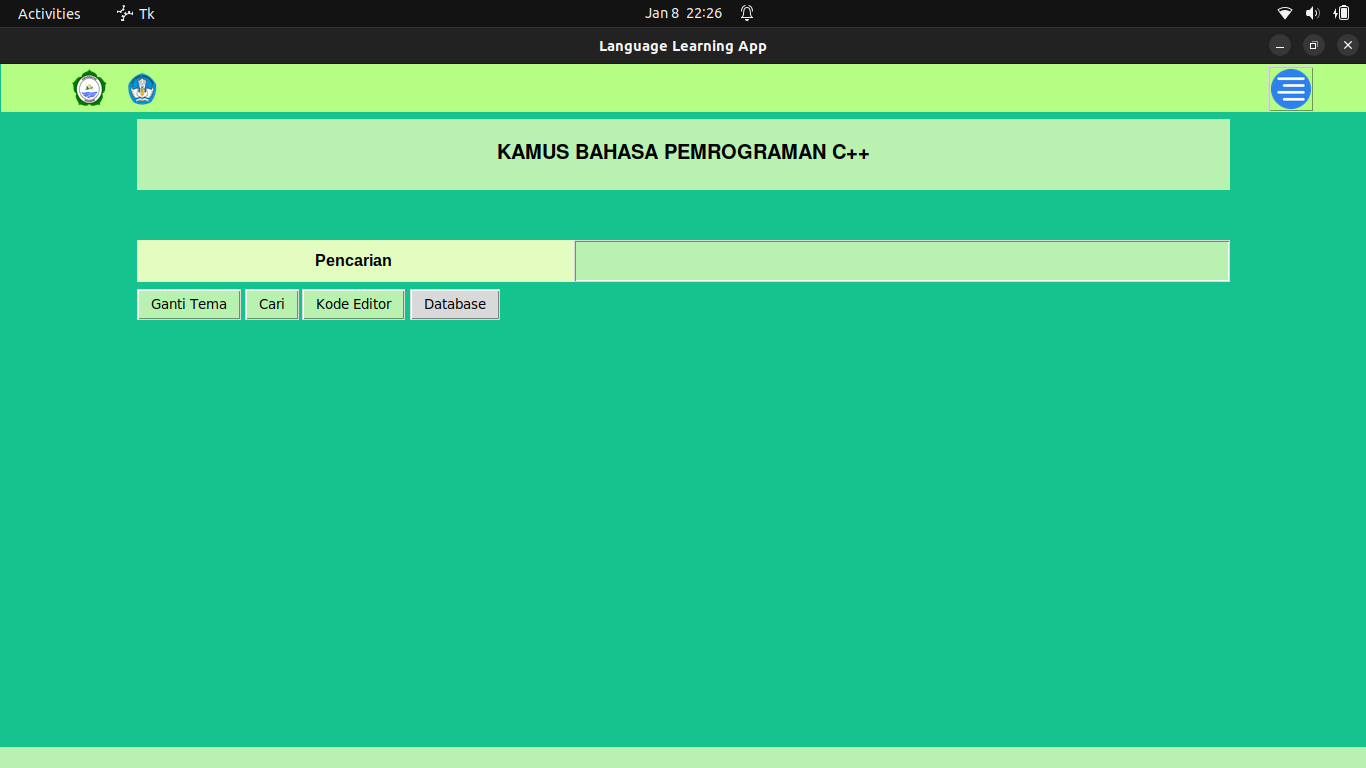 Activities Tk Jan 8 22:26
Language Learning App
KAMUS BAHASA PEMROGRAMAN C++
Pencarian
Ganti Tema Cari Kode Editor Database